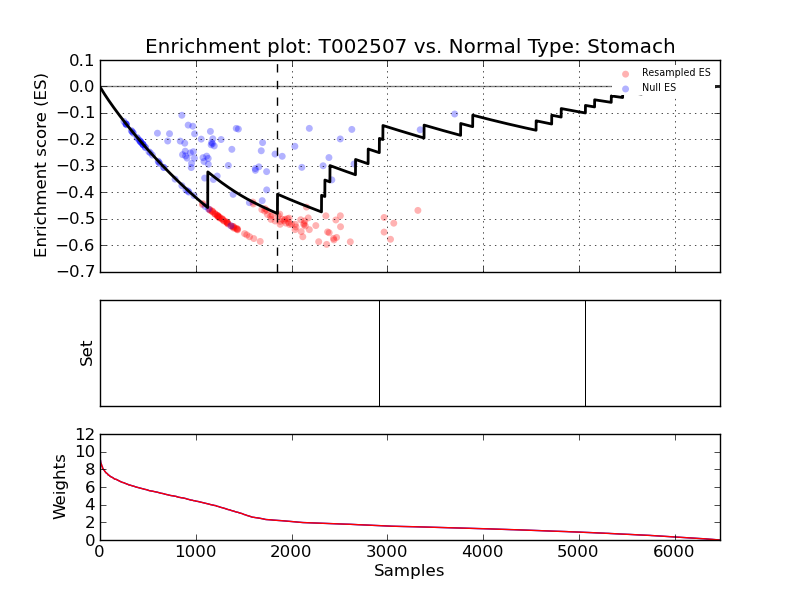 Enrichment plot: T002507 vs. Normal Type: Stomach
Enrichment score (ES)
0.1
0.0
−0.1
−0.2
−0.3
−0.4
−0.5
−0.6
−0.7
Resampled ES
Null ES
Set
Weights
12
10
8
6
4
2
0
0 1000 2000 3000 4000 5000 6000
Samples